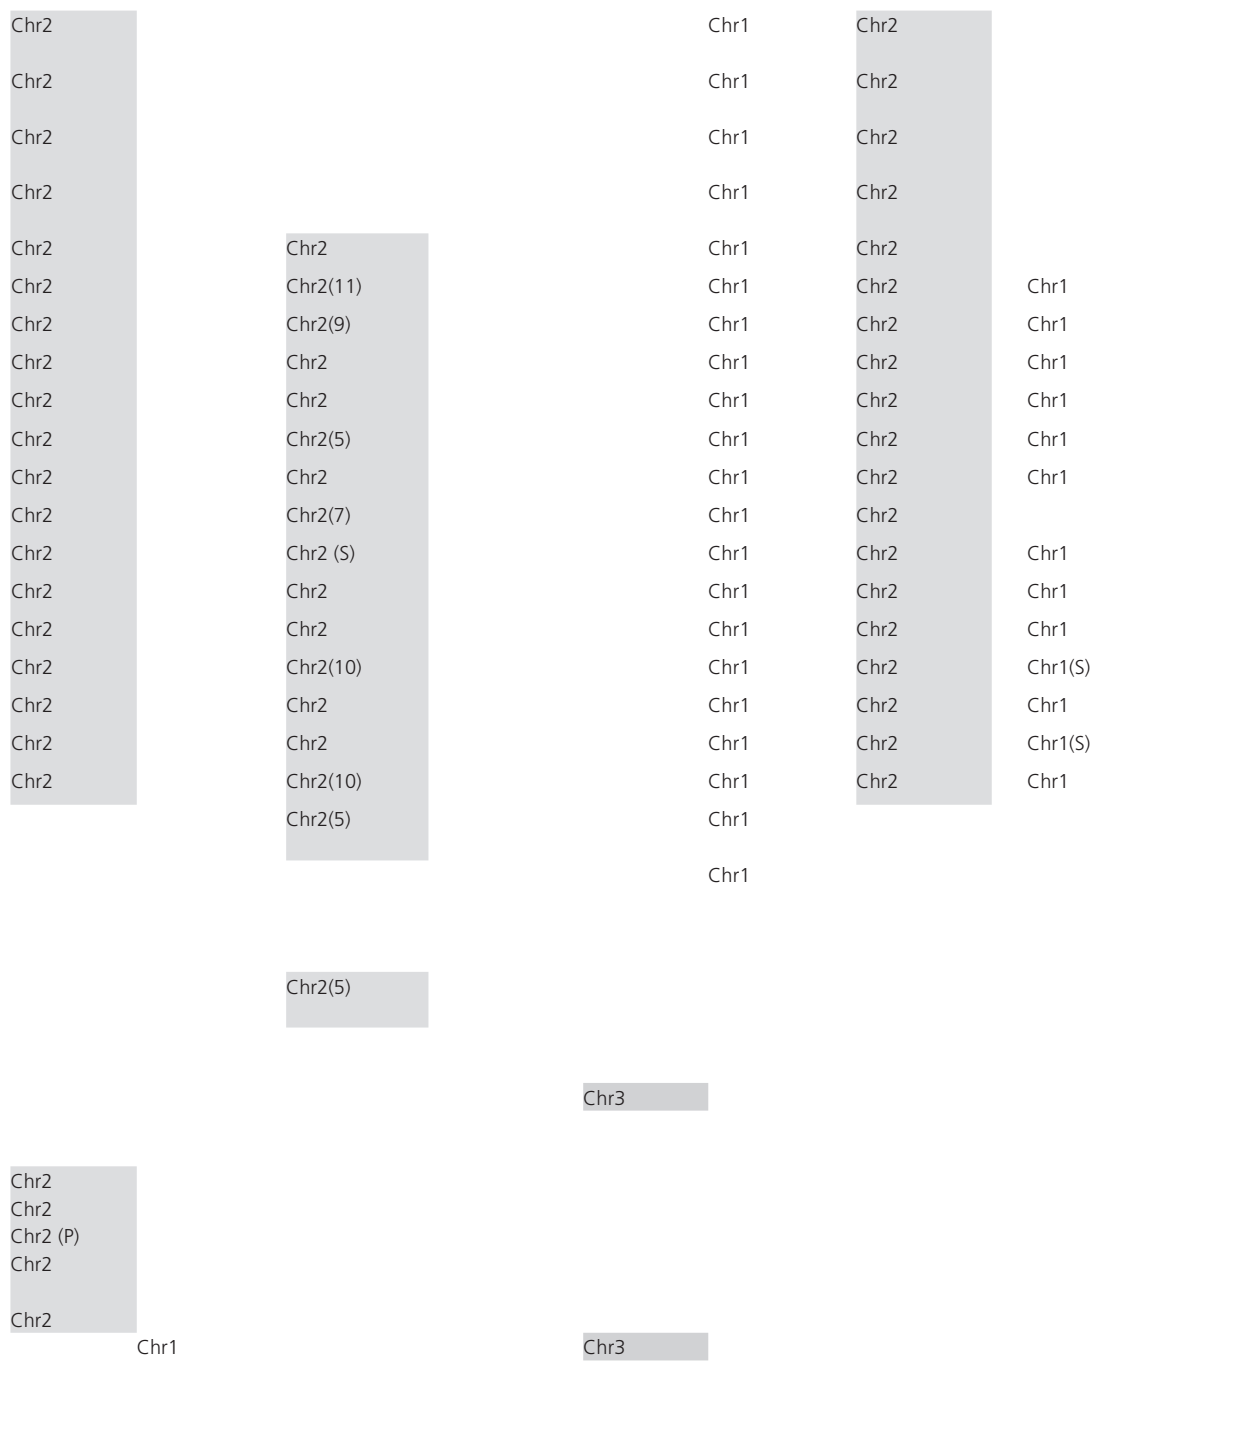 Chr2 Chr1 Chr2
Chr2 Chr1 Chr2
Chr2 Chr1 Chr2
Chr2 Chr1 Chr2
Chr2 Chr2 Chr1 Chr2
Chr2 Chr2(11) Chr1 Chr2 Chr1
Chr2 Chr2(9) Chr1 Chr2 Chr1
Chr2 Chr2 Chr1 Chr2 Chr1
Chr2 Chr2 Chr1 Chr2 Chr1
Chr2 Chr2(5) Chr1 Chr2 Chr1
Chr2 Chr2 Chr1 Chr2 Chr1
Chr2 Chr2(7) Chr1 Chr2
Chr2 Chr2 (S) Chr1 Chr2 Chr1
Chr2 Chr2 Chr1 Chr2 Chr1
Chr2 Chr2 Chr1 Chr2 Chr1
Chr2 Chr2(10) Chr1 Chr2 Chr1(S)
Chr2 Chr2 Chr1 Chr2 Chr1
Chr2 Chr2 Chr1 Chr2 Chr1(S)
Chr2 Chr2(10) Chr1 Chr2 Chr1
Chr2(5) Chr1
Chr1
Chr2(5)
Chr3
Chr2
Chr2
Chr2 (P)
Chr2
Chr2
Chr1 Chr3